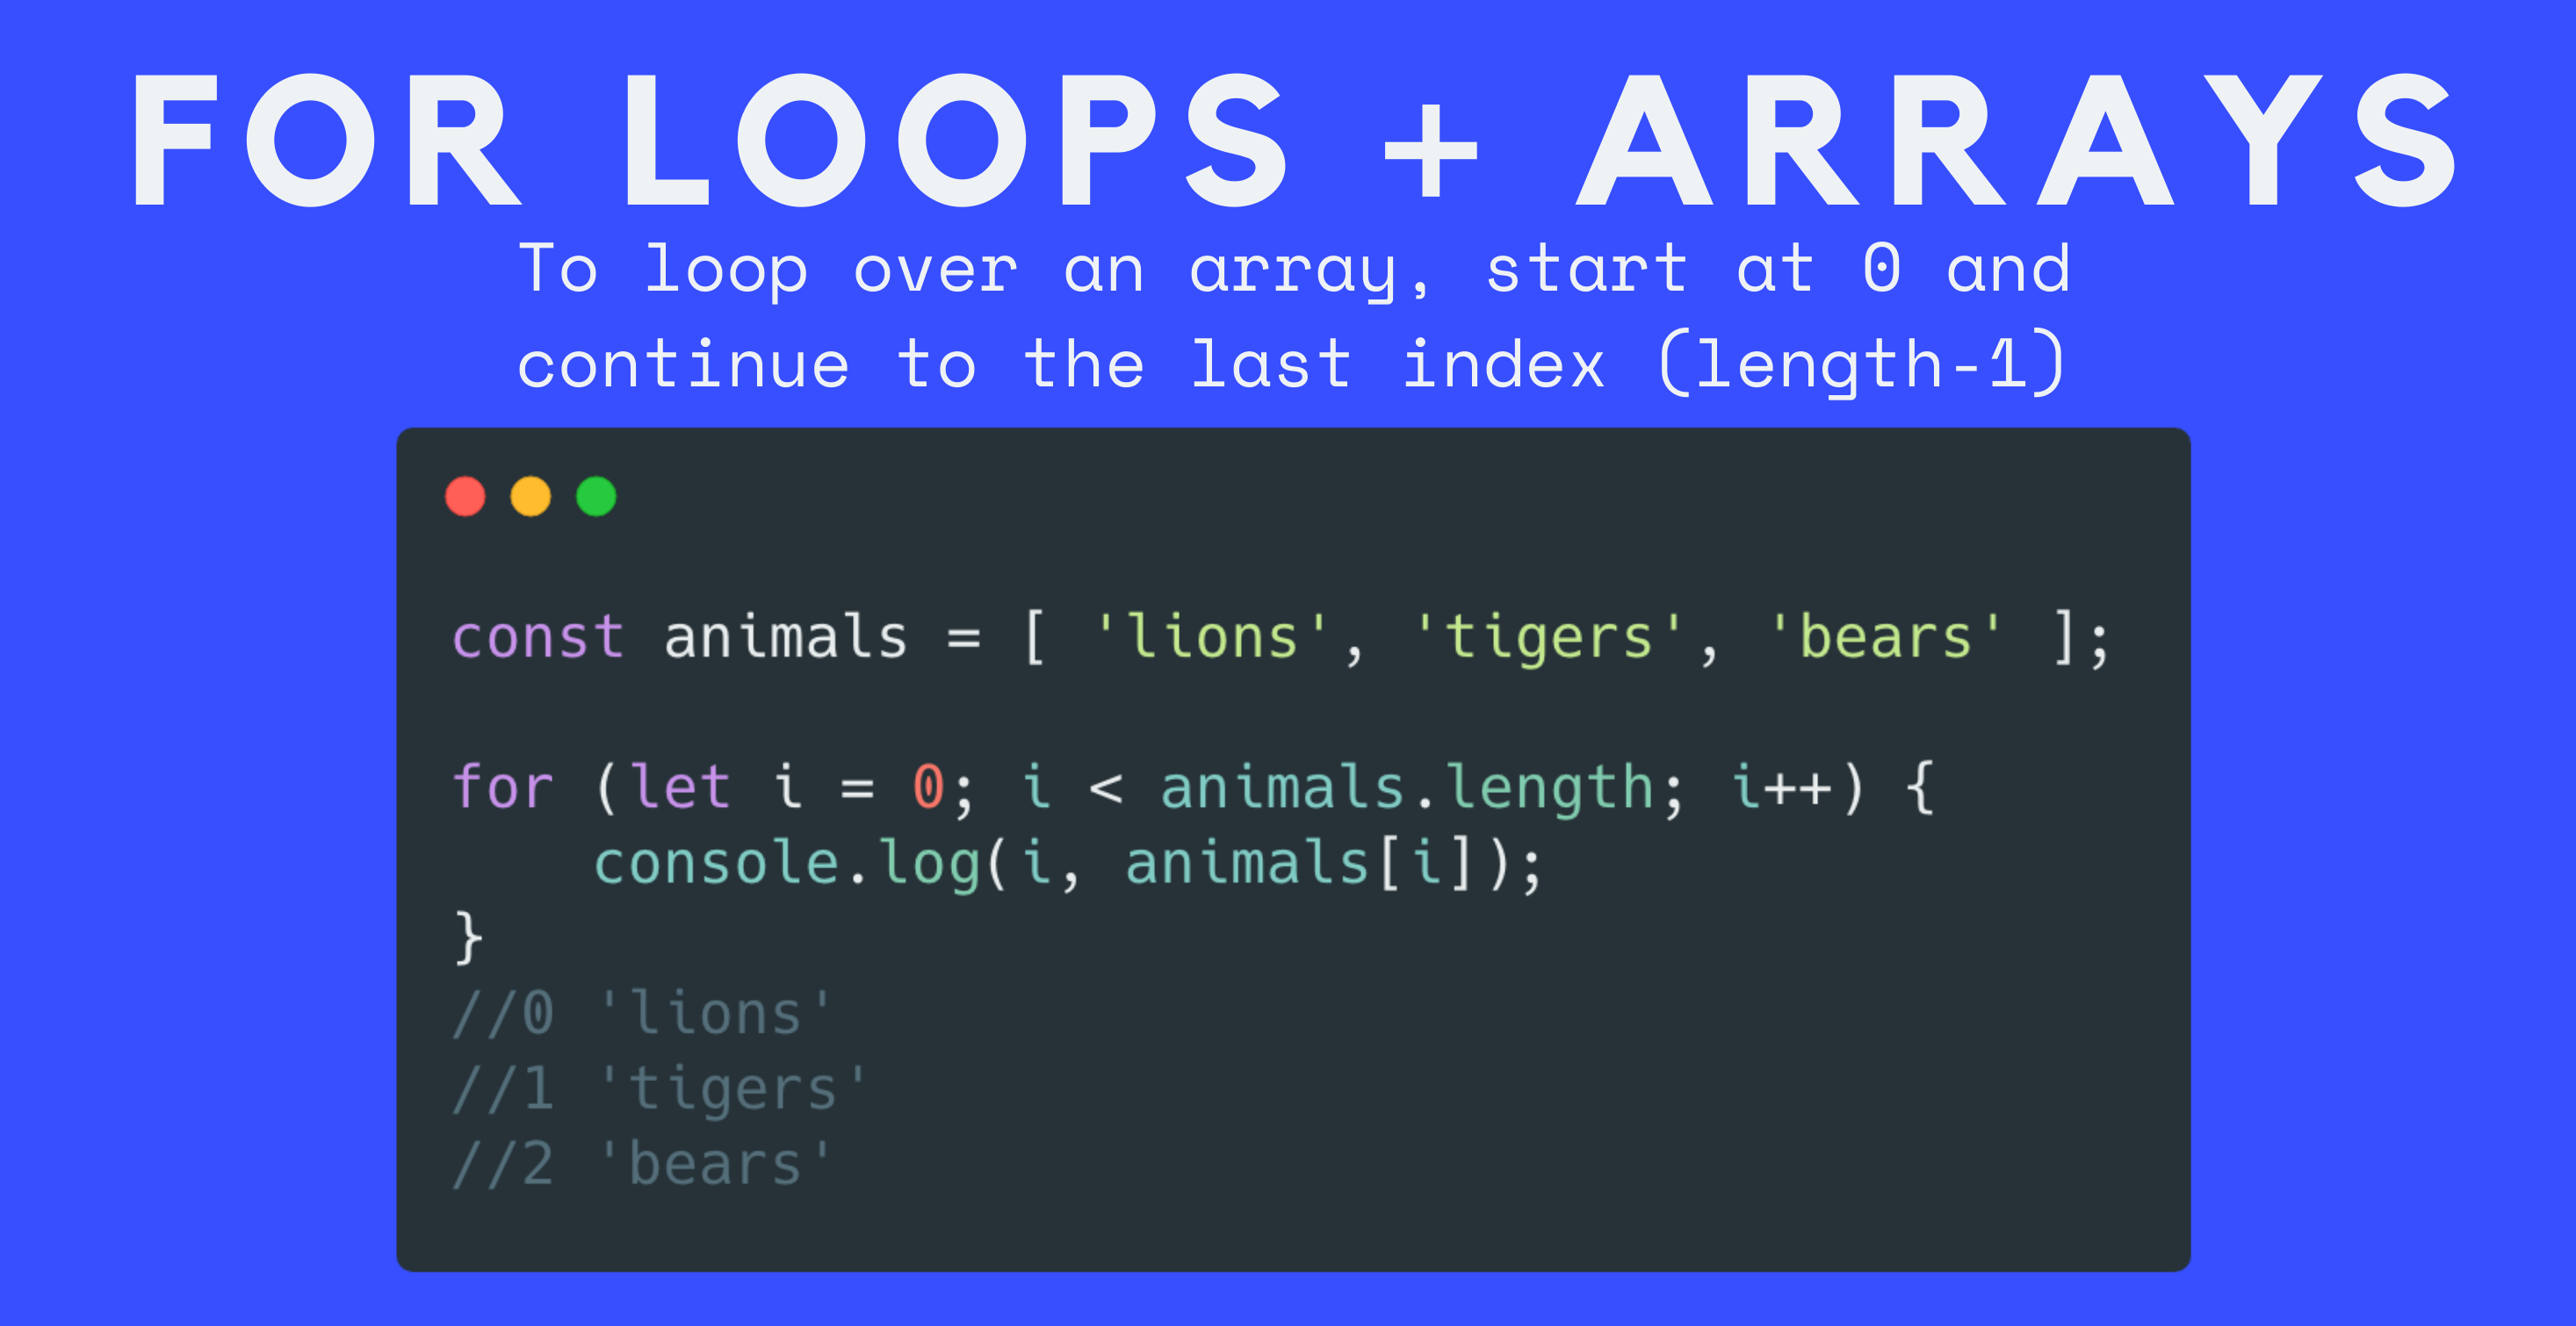 FOR LOOPS + ARRAYS
To loop over an array, start at 0 and
continue to the last index (length-1)
const animals = [ 'lions', 'tigers', 'bears' ];
for (let i = 0; i < animals.length; i++) {
    console.log(i, animals[i]);
}
//0 'lions'
//1 'tigers'
//2 'bears'